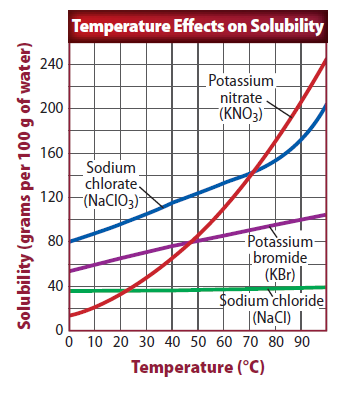 Temperature Effects on Solubility
Solubility (grams per 100 g of water)
240
200
160
120
80
40
0
Potassium
nitrate
(KNO₃)
Sodium
chlorate
(NaClO₃)
Potassium
bromide
(KBr)
Sodium chloride
(NaCl)
0 10 20 30 40 50 60 70 80 90
Temperature (°C)